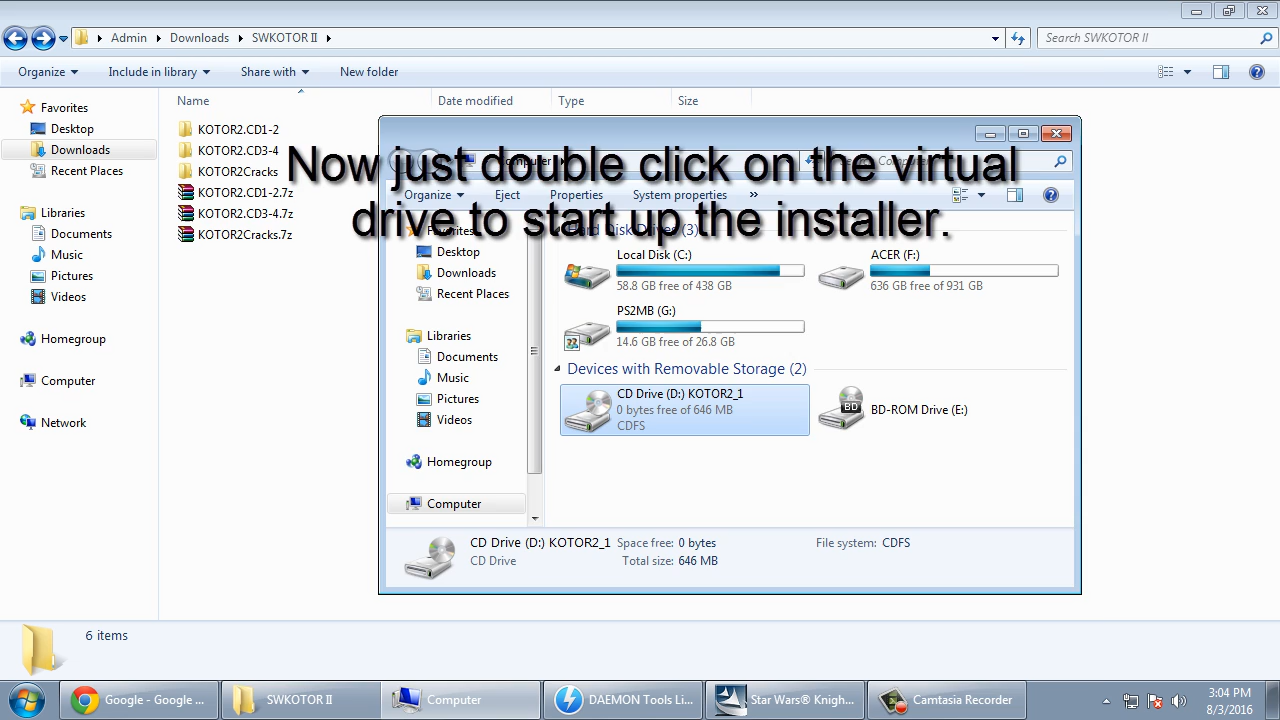 Admin
Downloads
SWKOTOR II
Search SWKOTOR II
Organize
Include in library
Share with
New folder
Favorites
Desktop
Downloads
Recent Places
Libraries
Documents
Music
Pictures
Videos
Homegroup
Computer
Network
Name
Date modified
Type
Size
KOTOR2.CD1-2
KOTOR2.CD3-4
KOTOR2Cracks
KOTOR2.CD1-2.7z
KOTOR2.CD3-4.7z
KOTOR2Cracks.7z
Now just double click on the virtual
drive to start up the installer.
Computer
Organize
Eject
Properties
System properties
»
Favorites
Desktop
Downloads
Recent Places
Libraries
Documents
Music
Pictures
Videos
Homegroup
Computer
Hard Disk Drives (3)
Local Disk (C:)
58.8 GB free of 438 GB
ACER (F:)
636 GB free of 931 GB
PS2MB (G:)
14.6 GB free of 26.8 GB
Devices with Removable Storage (2)
CD Drive (D:) KOTOR2_1
0 bytes free of 646 MB
CDFS
BD
BD-ROM Drive (E:)
CD Drive (D:) KOTOR2_1
Space free: 0 bytes
File system: CDFS
CD Drive
Total size: 646 MB
6 items
Google - Google ...
SWKOTOR II
Computer
DAEMON Tools Li...
Star Wars® Knigh...
Camtasia Recorder
3:04 PM
8/3/2016